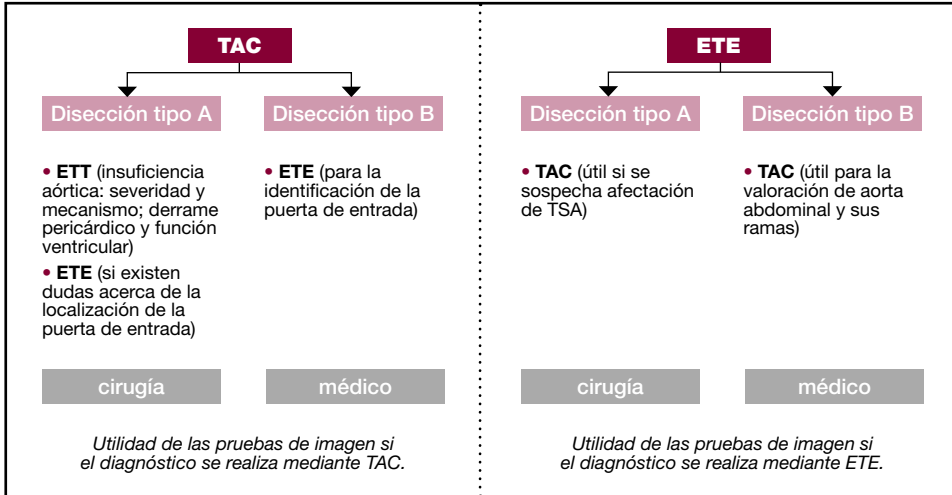 TAC
Disección tipo A
Disección tipo B
• ETT (insuficiencia
aórtica: severidad y
mecanismo; derrame
pericárdico y función
ventricular)
• ETE (si existen
dudas acerca de la
localización de la
puerta de entrada)
• ETE (para la
identificación de la
puerta de entrada)
cirugía
médico
Utilidad de las pruebas de imagen si
el diagnóstico se realiza mediante TAC.
ETE
Disección tipo A
Disección tipo B
• TAC (útil si se
sospecha afectación
de TSA)
• TAC (útil para la
valoración de aorta
abdominal y sus
ramas)
cirugía
médico
Utilidad de las pruebas de imagen si
el diagnóstico se realiza mediante ETE.